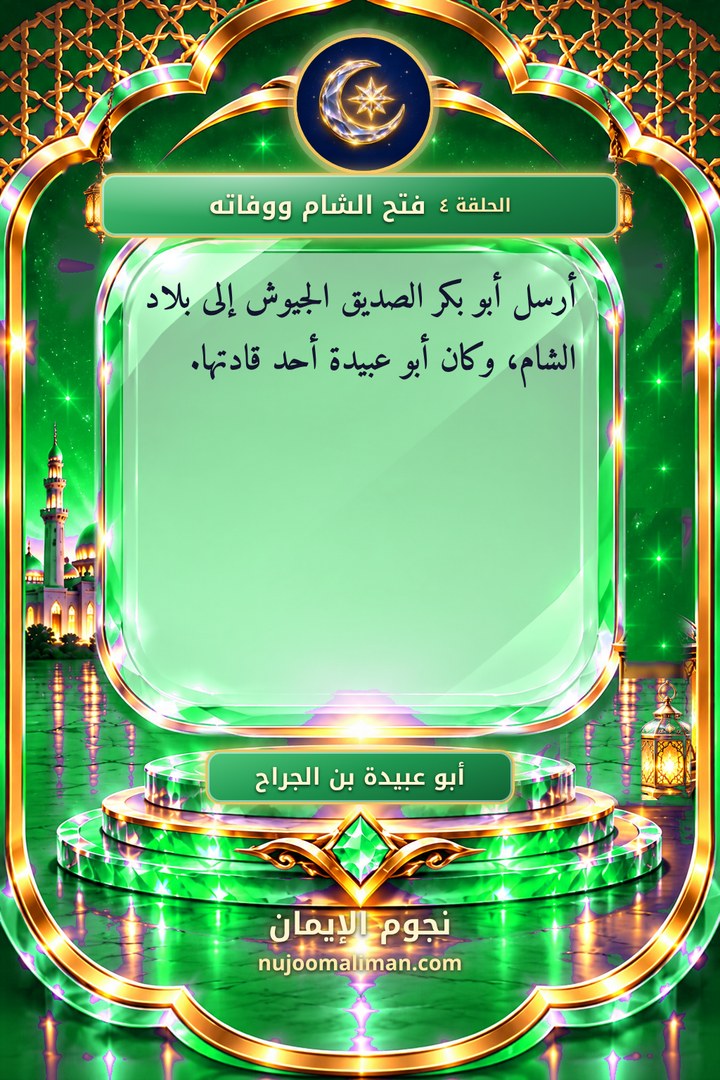 الحلقة ٤ فتح الشام ووفاته
أرسل أبو بكر الصديق الجيوش إلى بلاد
الشام، وكان أبو عبيدة أحد قادتها.
أبو عبيدة بن الجراح
نجوم الإيمان
nujoomaliman.com